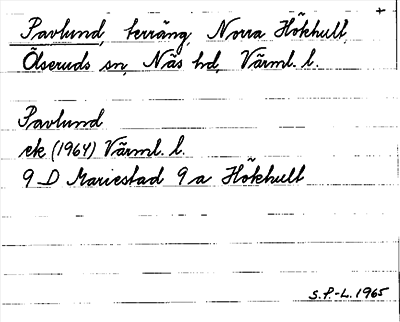 +
Pavlund, terräng, Norra Hökhult,
Ölseruds sn, Näs hd, Värml. l.
Pavlund
ek (1964) Värml. l.
9 D Mariestad 9 a Hökhult
S.P.-L. 1965